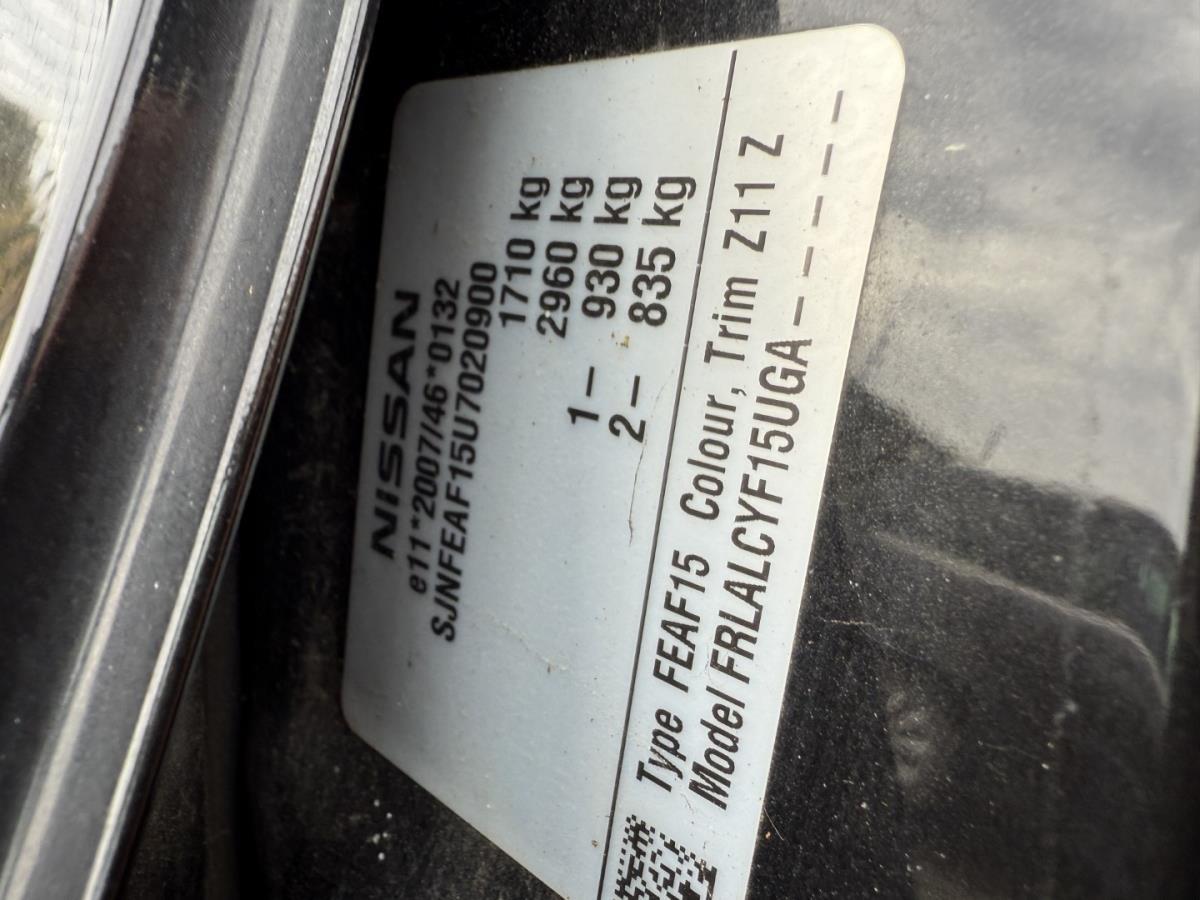 NISSAN
e11*2007/46*0132
SJNFEAF15U7020900
1710 kg
2960 kg
1– 930 kg
2– 835 kg
Type FEAF15 Colour, Trim Z11 Z
Model FRLALCYF15UGA-----